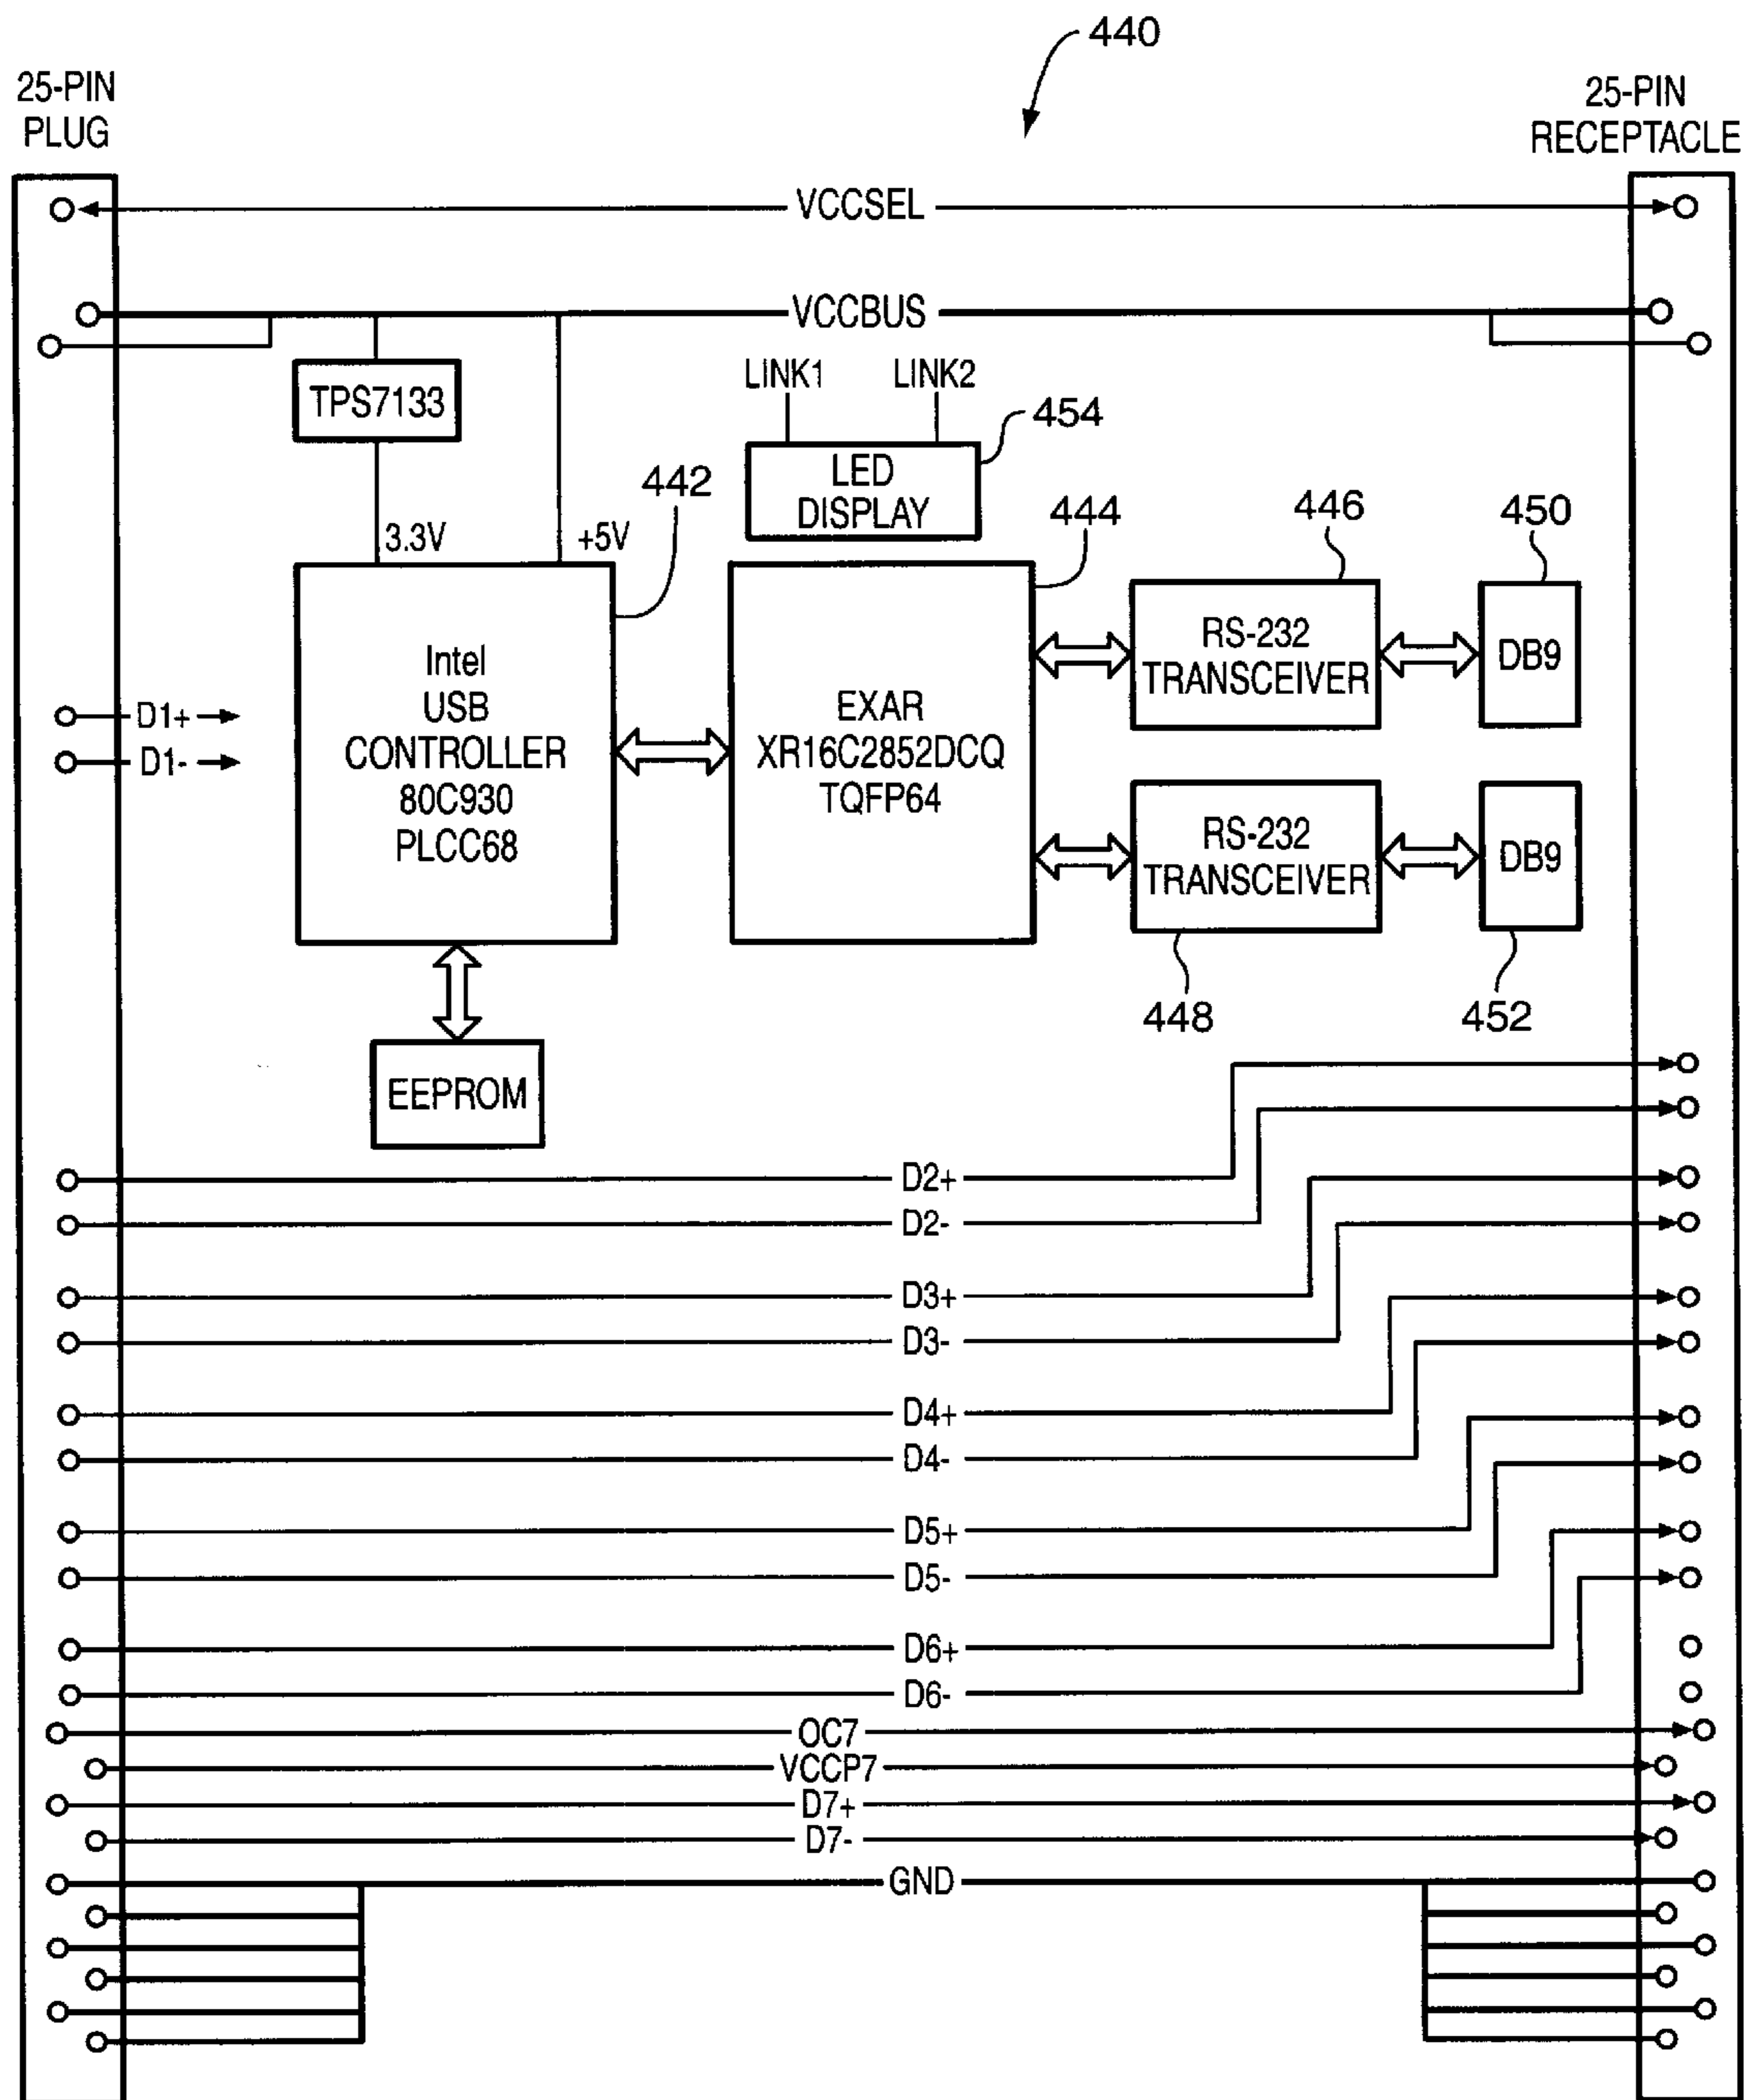 440
25-PIN
PLUG
25-PIN
RECEPTACLE
VCCSEL
VCCBUS
TPS7133
LINK1
LINK2
454
LED
DISPLAY
442
444
446
450
3.3V
+5V
Intel
USB
CONTROLLER
80C930
PLCC68
EXAR
XR16C2852DCQ
TQFP64
RS-232
TRANSCEIVER
DB9
D1+
D1-
RS-232
TRANSCEIVER
DB9
448
452
EEPROM
D2+
D2-
D3+
D3-
D4+
D4-
D5+
D5-
D6+
D6-
OC7
VCCP7
D7+
D7-
GND